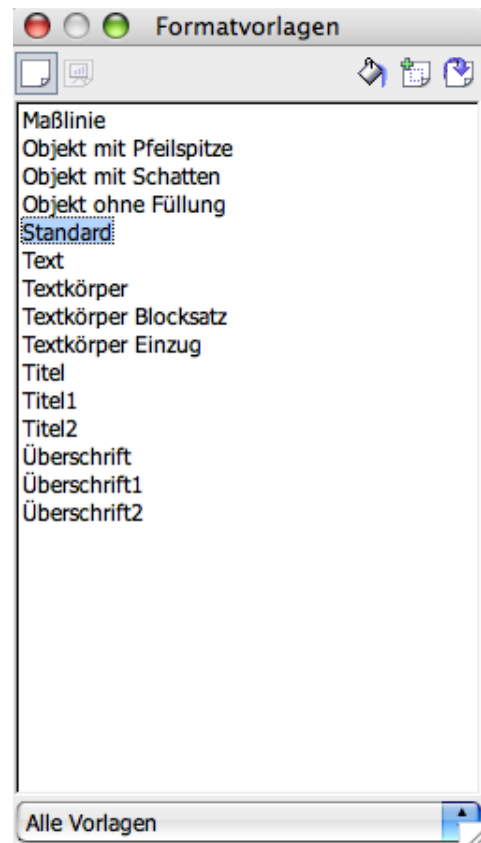 Formatvorlagen
Maßlinie
Objekt mit Pfeilspitze
Objekt mit Schatten
Objekt ohne Füllung
Standard
Text
Textkörper
Textkörper Blocksatz
Textkörper Einzug
Titel
Titel1
Titel2
Überschrift
Überschrift1
Überschrift2
Alle Vorlagen